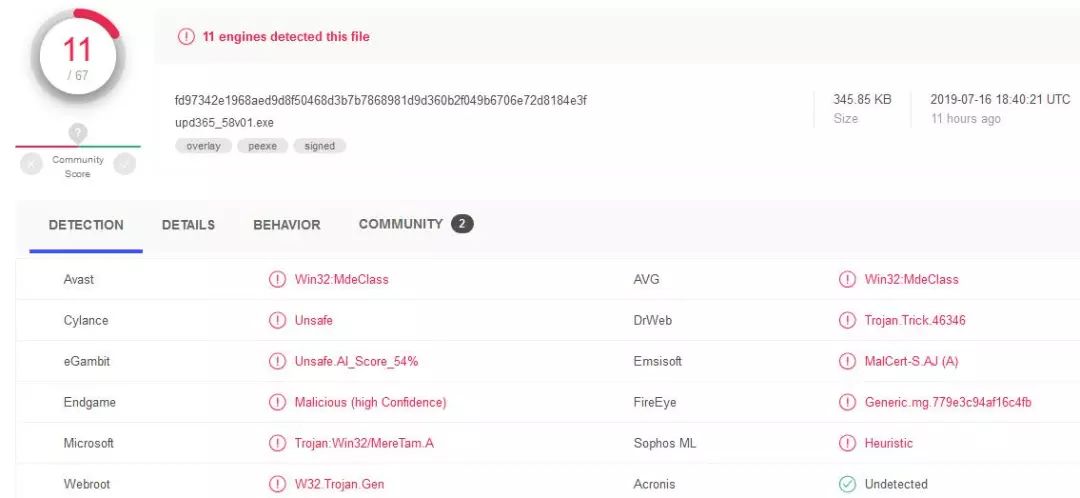 11
/ 67
?
Community
Score
11 engines detected this file
fd97342e1968aed9d8f50468d3b7b7868981d9d360b2f049b6706e72d8184e3f
upd365_58v01.exe
overlay peexe signed
345.85 KB
Size
2019-07-16 18:40:21 UTC
11 hours ago
DETECTION DETAILS BEHAVIOR COMMUNITY 2
Avast Win32:MdeClass AVG Win32:MdeClass
Cylance Unsafe DrWeb Trojan.Trick.46346
eGambit Unsafe.AI_Score_54% Emsisoft MalCert-S.AJ (A)
Endgame Malicious (high Confidence) FireEye Generic.mg.779e3c94af16c4fb
Microsoft Trojan:Win32/MereTam.A Sophos ML Heuristic
Webroot W32.Trojan.Gen Acronis Undetected